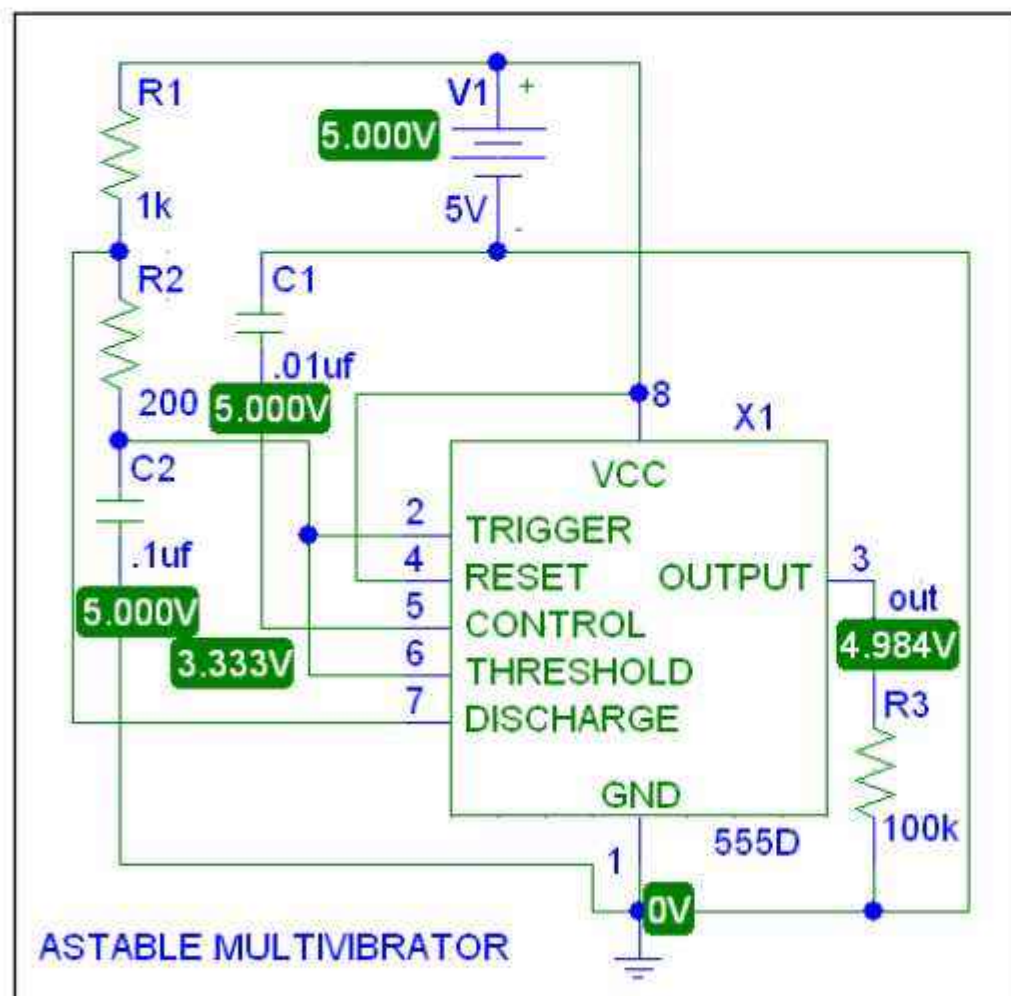 R1
V1
+
5.000V
1k
5V
-
R2
C1
.01uf
200
5.000V
8
X1
C2
VCC
2
TRIGGER
.1uf
4
RESET
OUTPUT
3
5.000V
5
CONTROL
out
3.333V
6
THRESHOLD
4.984V
7
DISCHARGE
R3
GND
100k
555D
1
0V
ASTABLE MULTIVIBRATOR